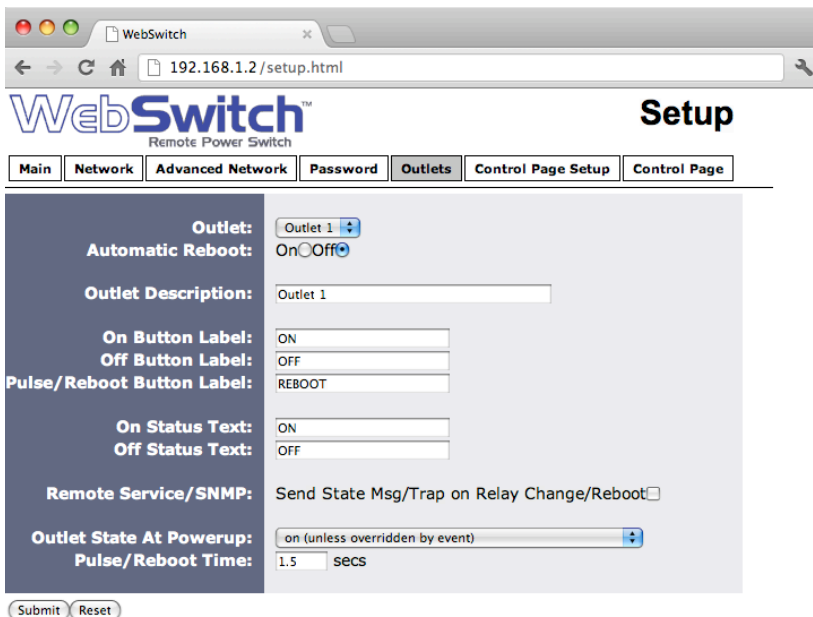 WebSwitch
192.168.1.2/setup.html
WebSwitch™
Remote Power Switch
Setup
Main Network Advanced Network Password Outlets Control Page Setup Control Page
Outlet: Outlet 1
Automatic Reboot: On Off
Outlet Description: Outlet 1
On Button Label: ON
Off Button Label: OFF
Pulse/Reboot Button Label: REBOOT
On Status Text: ON
Off Status Text: OFF
Remote Service/SNMP: Send State Msg/Trap on Relay Change/Reboot
Outlet State At Powerup: on (unless overridden by event)
Pulse/Reboot Time: 1.5 secs
Submit Reset